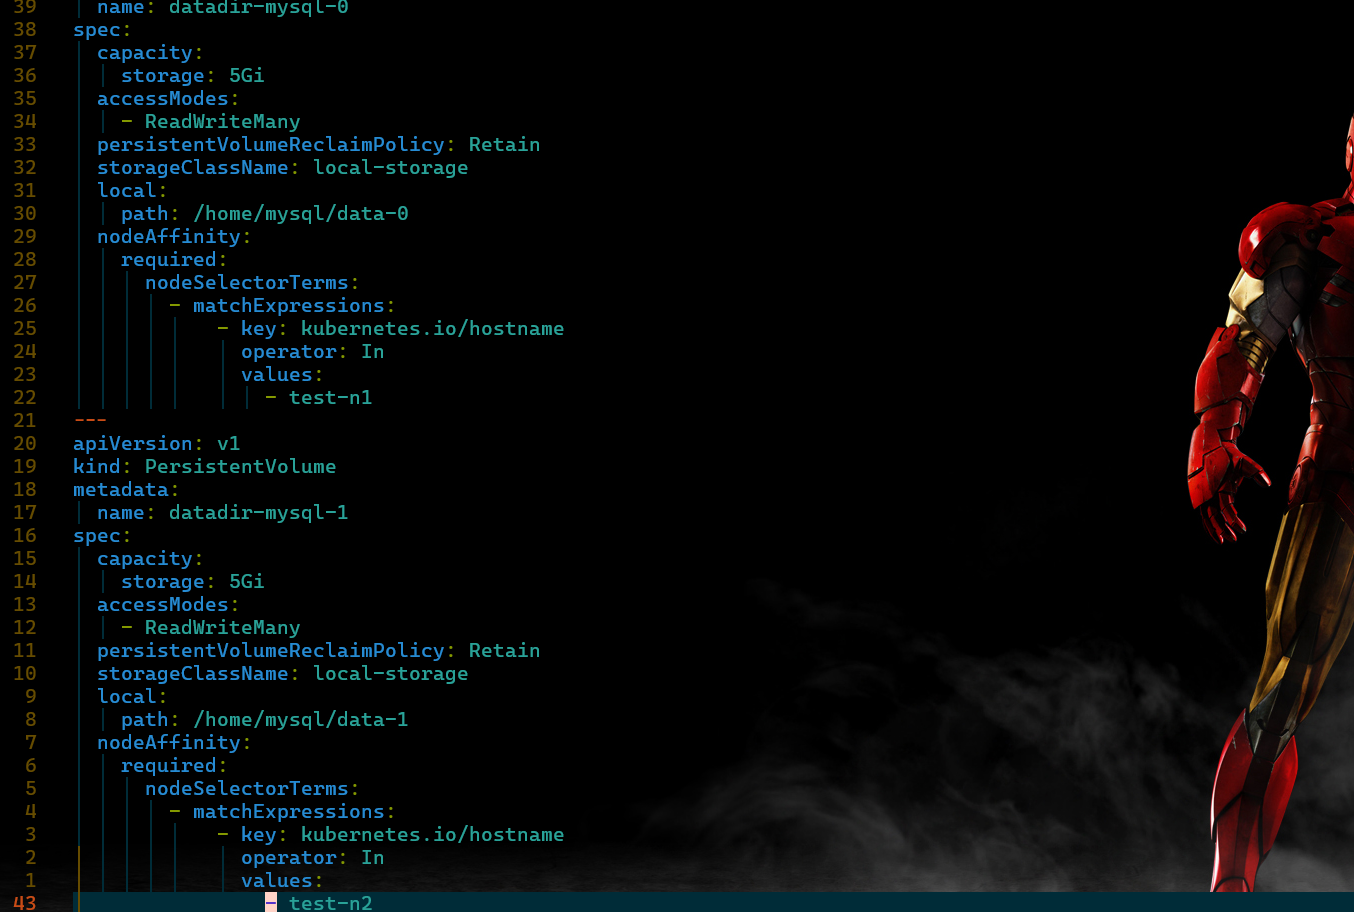 39 name: datadir-mysql-0
38 spec:
37 capacity:
36 storage: 5Gi
35 accessModes:
34 - ReadWriteMany
33 persistentVolumeReclaimPolicy: Retain
32 storageClassName: local-storage
31 local:
30 path: /home/mysql/data-0
29 nodeAffinity:
28 required:
27 nodeSelectorTerms:
26 - matchExpressions:
25 - key: kubernetes.io/hostname
24 operator: In
23 values:
22 - test-n1
21 ---
20 apiVersion: v1
19 kind: PersistentVolume
18 metadata:
17 name: datadir-mysql-1
16 spec:
15 capacity:
14 storage: 5Gi
13 accessModes:
12 - ReadWriteMany
11 persistentVolumeReclaimPolicy: Retain
10 storageClassName: local-storage
9 local:
8 path: /home/mysql/data-1
7 nodeAffinity:
6 required:
5 nodeSelectorTerms:
4 - matchExpressions:
3 - key: kubernetes.io/hostname
2 operator: In
1 values:
43 - test-n2